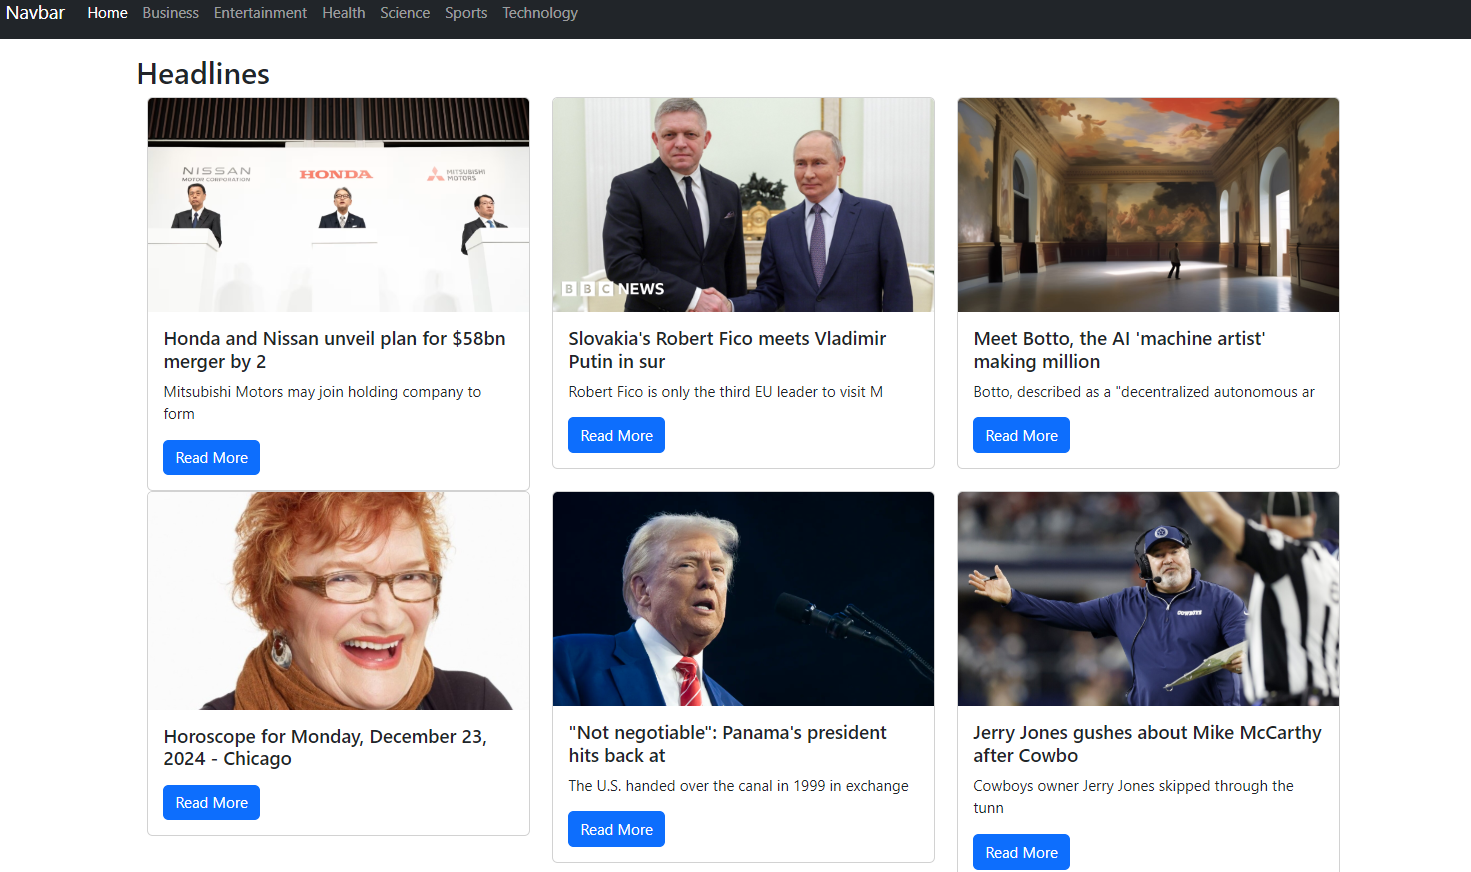 Navbar Home Business Entertainment Health Science Sports Technology
Headlines
NISSAN
MOTOR CORPORATION
HONDA
MITSUBISHI
MOTORS
Honda and Nissan unveil plan for $58bn
merger by 2
Mitsubishi Motors may join holding company to
form
Read More
BBC NEWS
Slovakia's Robert Fico meets Vladimir
Putin in sur
Robert Fico is only the third EU leader to visit M
Read More
Meet Botto, the AI 'machine artist'
making million
Botto, described as a "decentralized autonomous ar
Read More
Horoscope for Monday, December 23,
2024 - Chicago
Read More
"Not negotiable": Panama's president
hits back at
The U.S. handed over the canal in 1999 in exchange
Read More
COWBOYS
Jerry Jones gushes about Mike McCarthy
after Cowbo
Cowboys owner Jerry Jones skipped through the
tunn
Read More